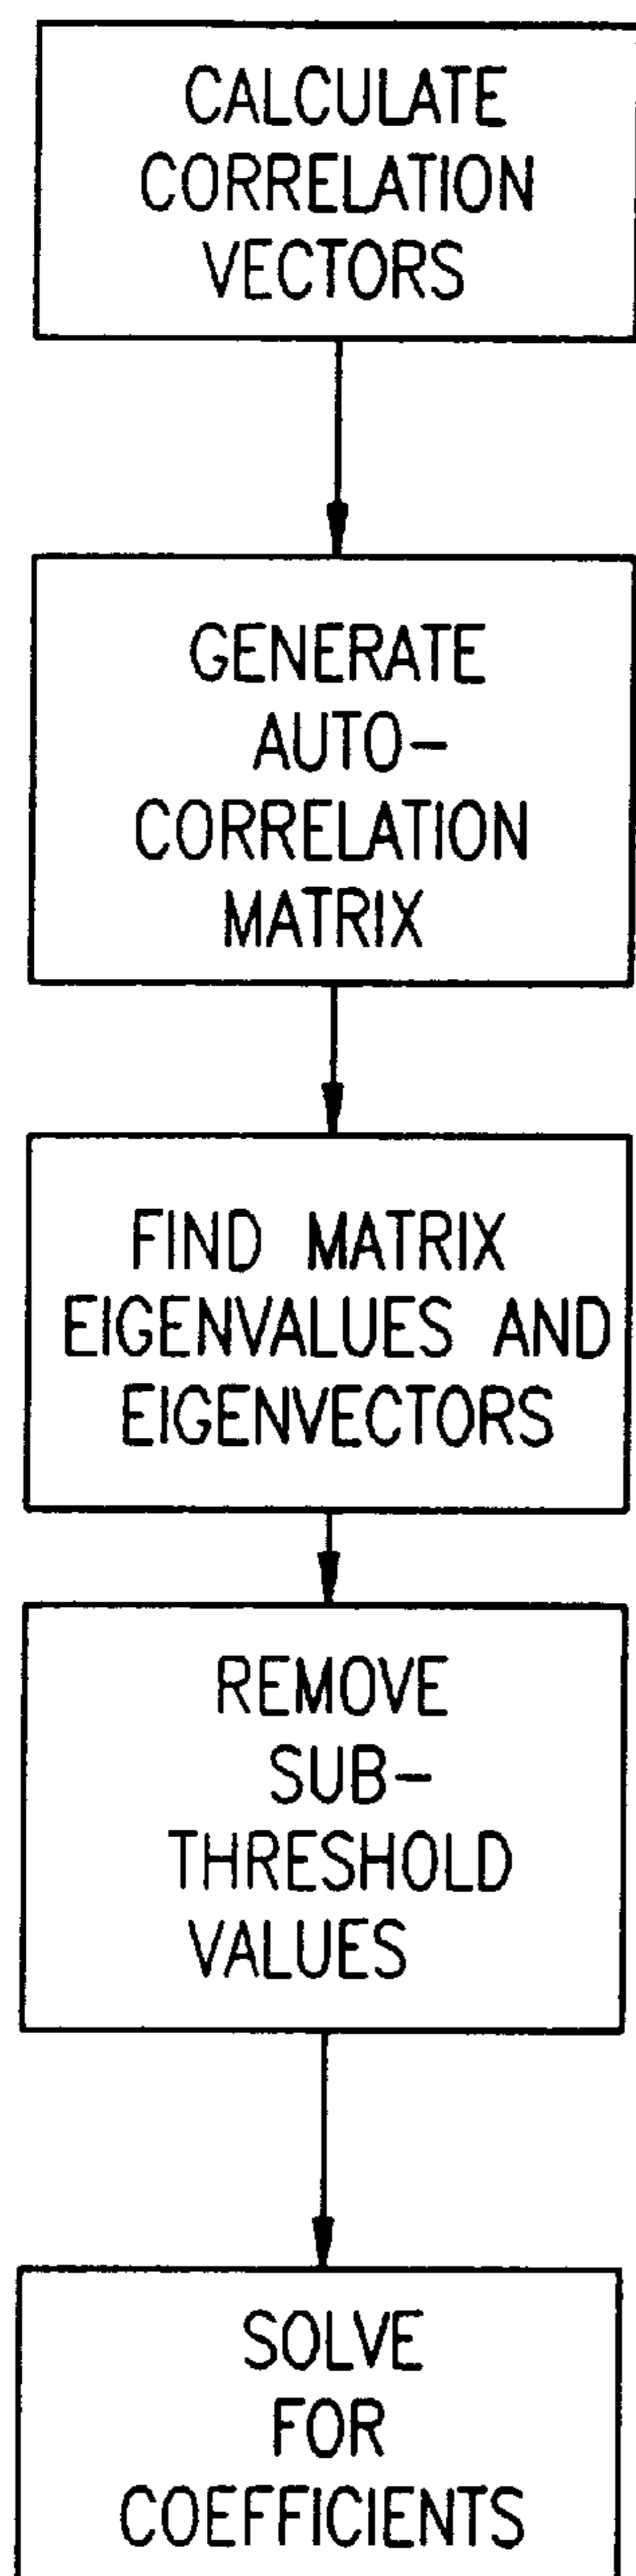 CALCULATE
CORRELATION
VECTORS
GENERATE
AUTO-
CORRELATION
MATRIX
FIND MATRIX
EIGENVALUES AND
EIGENVECTORS
REMOVE
SUB-
THRESHOLD
VALUES
SOLVE
FOR
COEFFICIENTS